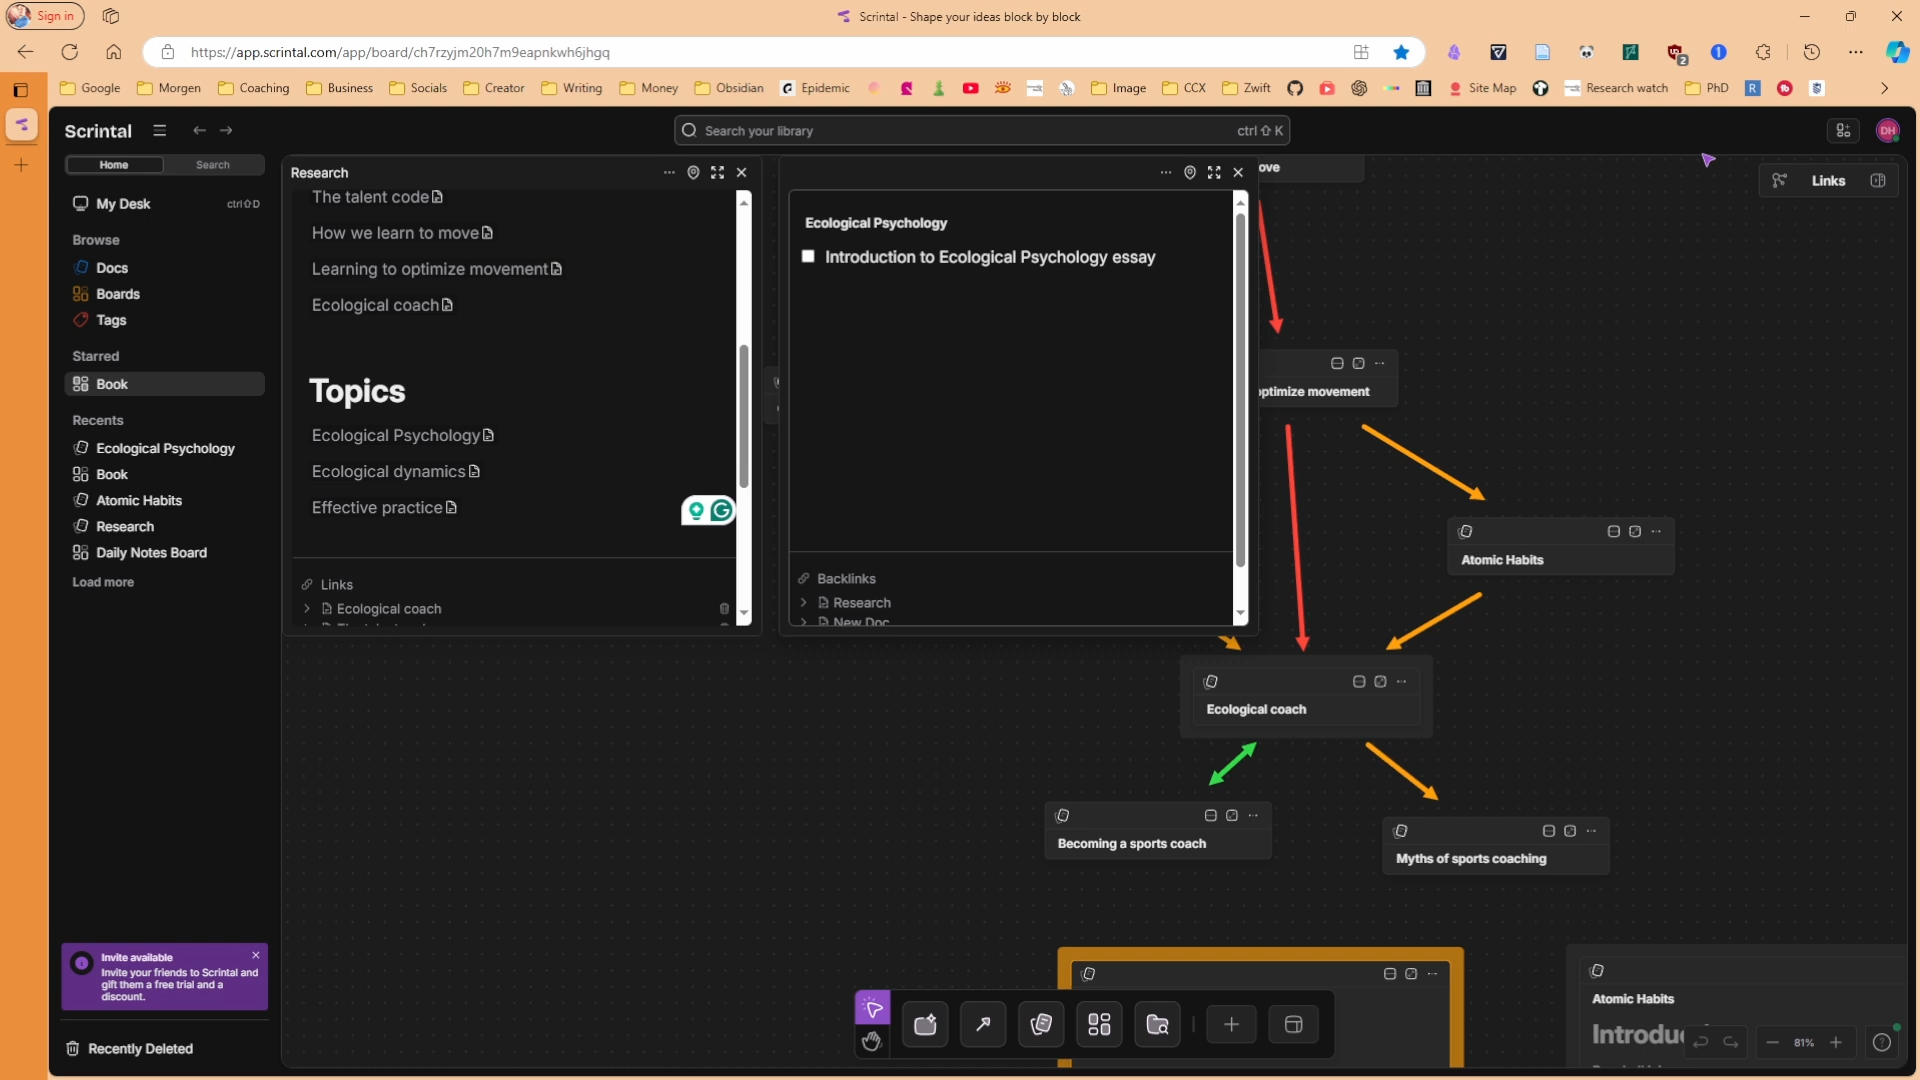 Sign in
Scrintal - Shape your ideas block by block
https://app.scrintal.com/app/board/ch7rzyjm20h7m9eapnkwh6jhgq
2
Google
Morgen
Coaching
Business
Socials
Creator
Writing
Money
Obsidian
Epidemic
Image
CCX
Zwift
Site Map
Research watch
PhD
R
Scrintal
Search your library
ctrl⇧K
DH
Home
Search
My Desk
ctrl⇧D
Browse
Docs
Boards
Tags
Starred
Book
Recents
Ecological Psychology
Book
Atomic Habits
Research
Daily Notes Board
Load more
Invite available
Invite your friends to Scrintal and
gift them a free trial and a
discount.
Recently Deleted
Research
The talent code
How we learn to move
Learning to optimize movement
Ecological coach
Topics
Ecological Psychology
Ecological dynamics
Effective practice
Links
Ecological coach
Ecological Psychology
Introduction to Ecological Psychology essay
Backlinks
Research
New Doc
ove
Links
optimize movement
Atomic Habits
Ecological coach
Becoming a sports coach
Myths of sports coaching
Atomic Habits
Introdu
81%